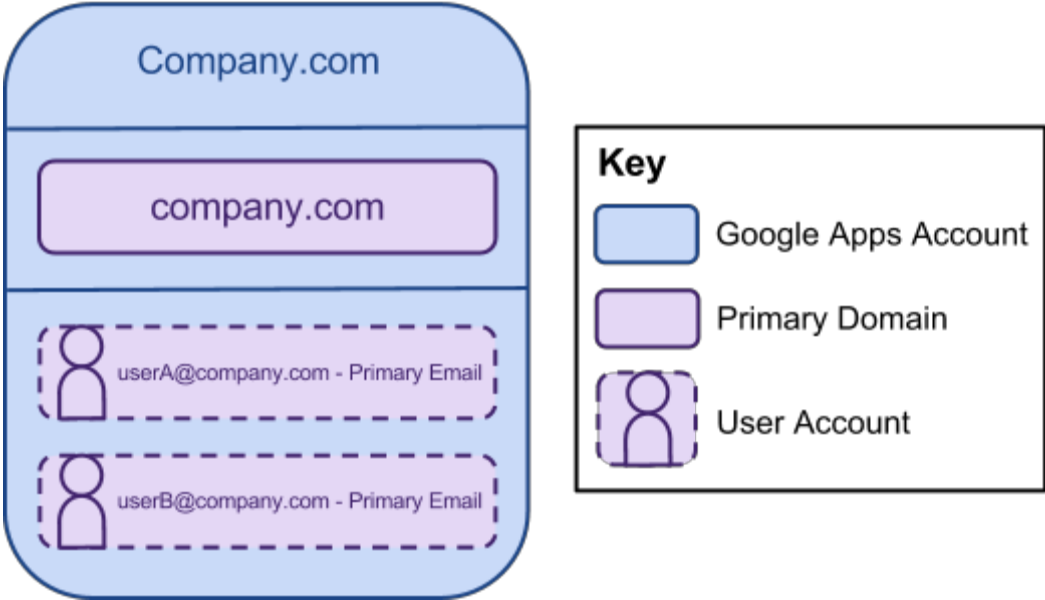 Company.com
company.com
userA@company.com - Primary Email
userB@company.com - Primary Email
Key
Google Apps Account
Primary Domain
User Account